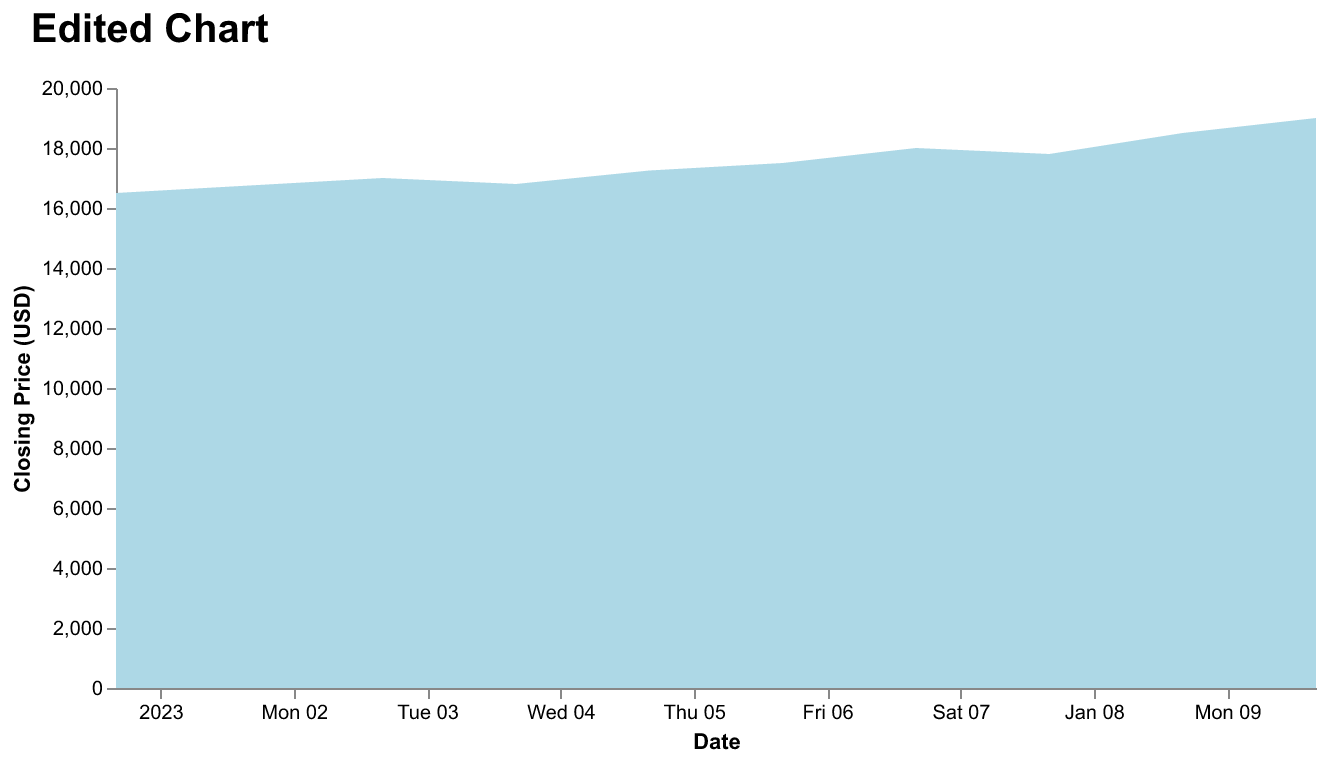 Edited Chart
20,000
18,000
16,000
14,000
12,000
10,000
8,000
6,000
4,000
2,000
0
Closing Price (USD)
2023 Mon 02 Tue 03 Wed 04 Thu 05 Fri 06 Sat 07 Jan 08 Mon 09
Date